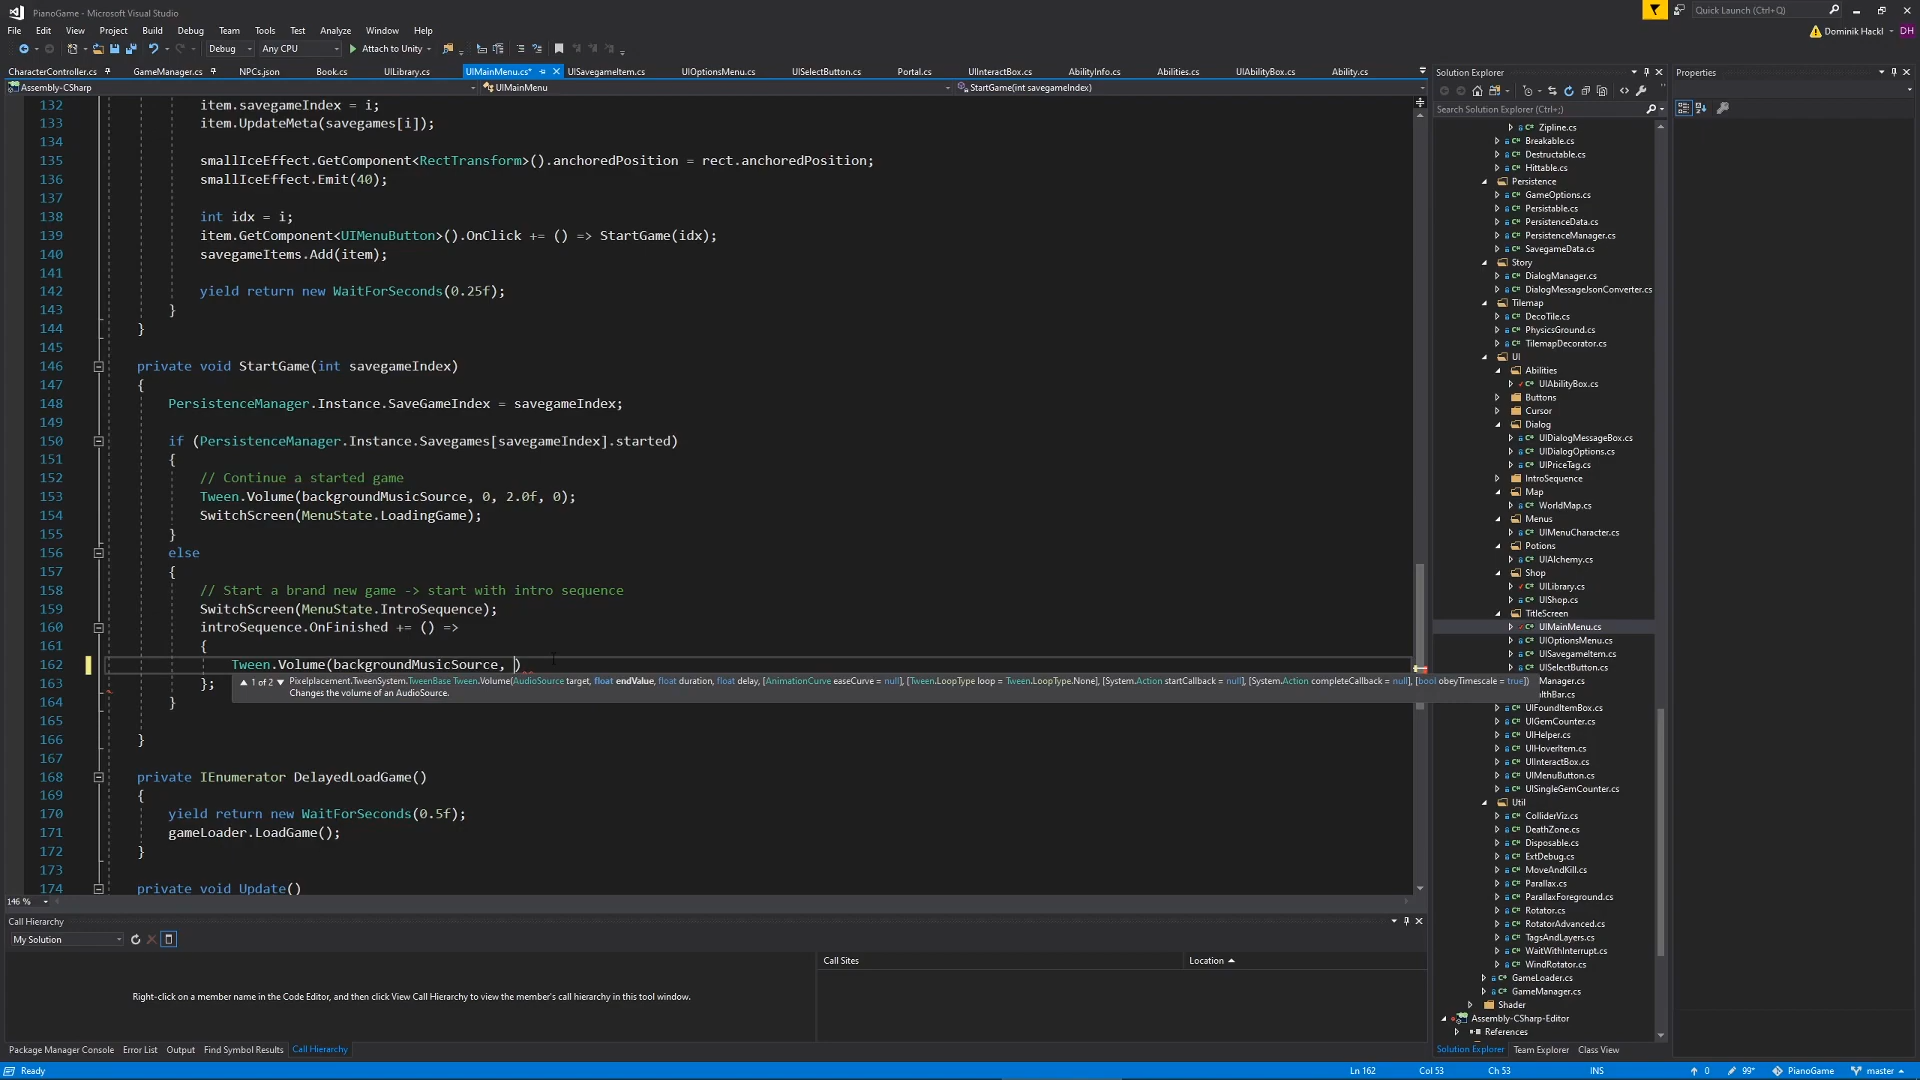 PianoGame - Microsoft Visual Studio
Quick Launch (Ctrl+Q)
File Edit View Project Build Debug Team Tools Test Analyze Window Help
Dominik Hackl DH
Debug Any CPU Attach to Unity
CharacterController.cs GameManager.cs NPCs.json Book.cs UILibrary.cs UIMainMenu.cs* UISavegameItem.cs UIOptionsMenu.cs UISelectButton.cs Portal.cs UIInteractBox.cs AbilityInfo.cs Abilities.cs UIAbilityBox.cs Ability.cs
Assembly-CSharp UIMainMenu StartGame(int savegameIndex)
132 item.savegameIndex = i;
133 item.UpdateMeta(savegames[i]);
134
135 smallIceEffect.GetComponent<RectTransform>().anchoredPosition = rect.anchoredPosition;
136 smallIceEffect.Emit(40);
137
138 int idx = i;
139 item.GetComponent<UIMenuButton>().OnClick += () => StartGame(idx);
140 savegameItems.Add(item);
141
142 yield return new WaitForSeconds(0.25f);
143 }
144 }
145
146 private void StartGame(int savegameIndex)
147 {
148 PersistenceManager.Instance.SaveGameIndex = savegameIndex;
149
150 if (PersistenceManager.Instance.Savegames[savegameIndex].started)
151 {
152 // Continue a started game
153 Tween.Volume(backgroundMusicSource, 0, 2.0f, 0);
154 SwitchScreen(MenuState.LoadingGame);
155 }
156 else
157 {
158 // Start a brand new game -> start with intro sequence
159 SwitchScreen(MenuState.IntroSequence);
160 introSequence.OnFinished += () =>
161 {
162 Tween.Volume(backgroundMusicSource, )
163 };
1 of 2 Pixelplacement.TweenSystem.TweenBase Tween.Volume(AudioSource target, float endValue, float duration, float delay, [AnimationCurve easeCurve = null], [Tween.LoopType loop = Tween.LoopType.None], [System.Action startCallback = null], [System.Action completeCallback = null], [bool obeyTimescale = true])
Changes the volume of an AudioSource.
164 }
165
166 }
167
168 private IEnumerator DelayedLoadGame()
169 {
170 yield return new WaitForSeconds(0.5f);
171 gameLoader.LoadGame();
172 }
173
174 private void Update()
146 %
Call Hierarchy
My Solution
Call Sites Location
Right-click on a member name in the Code Editor, and then click View Call Hierarchy to view the member's call hierarchy in this tool window.
Package Manager Console Error List Output Find Symbol Results Call Hierarchy
Solution Explorer
Search Solution Explorer (Ctrl+;)
Zipline.cs
Breakable.cs
Destructable.cs
Hittable.cs
Persistence
GameOptions.cs
Persistable.cs
PersistenceData.cs
PersistenceManager.cs
SavegameData.cs
Story
DialogManager.cs
DialogMessageJsonConverter.cs
Tilemap
DecoTile.cs
PhysicsGround.cs
TilemapDecorator.cs
UI
Abilities
UIAbilityBox.cs
Buttons
Cursor
Dialog
UIDialogMessageBox.cs
UIDialogOptions.cs
UIPriceTag.cs
IntroSequence
Map
WorldMap.cs
Menus
UIMenuCharacter.cs
Potions
UIAlchemy.cs
Shop
UILibrary.cs
UIShop.cs
TitleScreen
UIMainMenu.cs
UIOptionsMenu.cs
UISavegameItem.cs
UISelectButton.cs
Manager.cs
althBar.cs
UIFoundItemBox.cs
UIGemCounter.cs
UIHelper.cs
UIHoverItem.cs
UIInteractBox.cs
UIMenuButton.cs
UISingleGemCounter.cs
Util
ColliderViz.cs
DeathZone.cs
Disposable.cs
ExtDebug.cs
MoveAndKill.cs
Parallax.cs
ParallaxForeground.cs
Rotator.cs
RotatorAdvanced.cs
TagsAndLayers.cs
WaitWithInterrupt.cs
WindRotator.cs
GameLoader.cs
GameManager.cs
Shader
Assembly-CSharp-Editor
References
Solution Explorer Team Explorer Class View
Properties
Ready Ln 162 Col 53 Ch 53 INS 0 99* PianoGame master